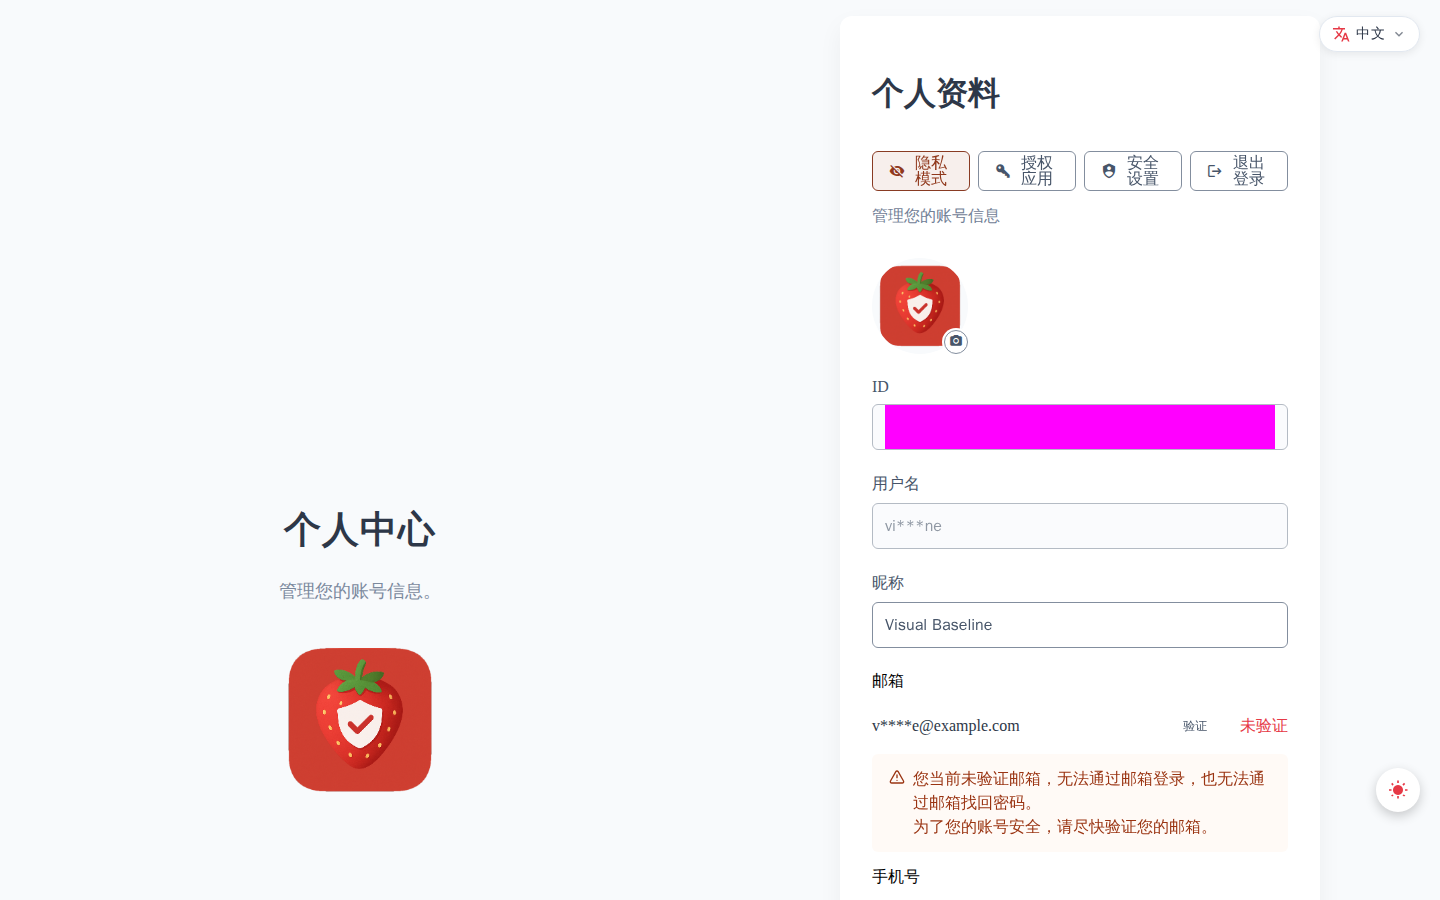 中文
个人资料
隐私
模式
授权
应用
安全
设置
退出
登录
管理您的账号信息
ID
用户名
vi***ne
昵称
Visual Baseline
邮箱
v****e@example.com 验证 未验证
您当前未验证邮箱，无法通过邮箱登录，也无法通
过邮箱找回密码。
为了您的账号安全，请尽快验证您的邮箱。
手机号
个人中心
管理您的账号信息。